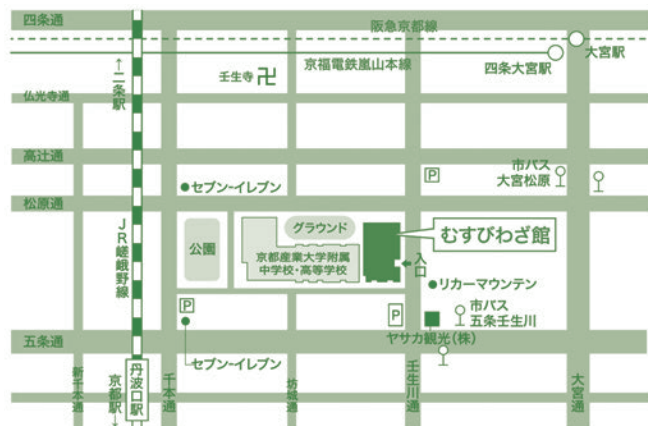 四条通
阪急京都線
大宮駅
京福電鉄嵐山本線
四条大宮駅
←二条駅
壬生寺卍
仏光寺通
高辻通
P
市バス
大宮松原
セブン-イレブン
松原通
JR嵯峨野線
公園
グラウンド
京都産業大学附属
中学校・高等学校
むすびわざ館
←入口
リカーマウンテン
P
P
市バス
五条壬生川
五条通
ヤサカ観光(株)
セブン-イレブン
新千本通
京都駅→
丹波口駅
千本通
坊城通
壬生川通
大宮通